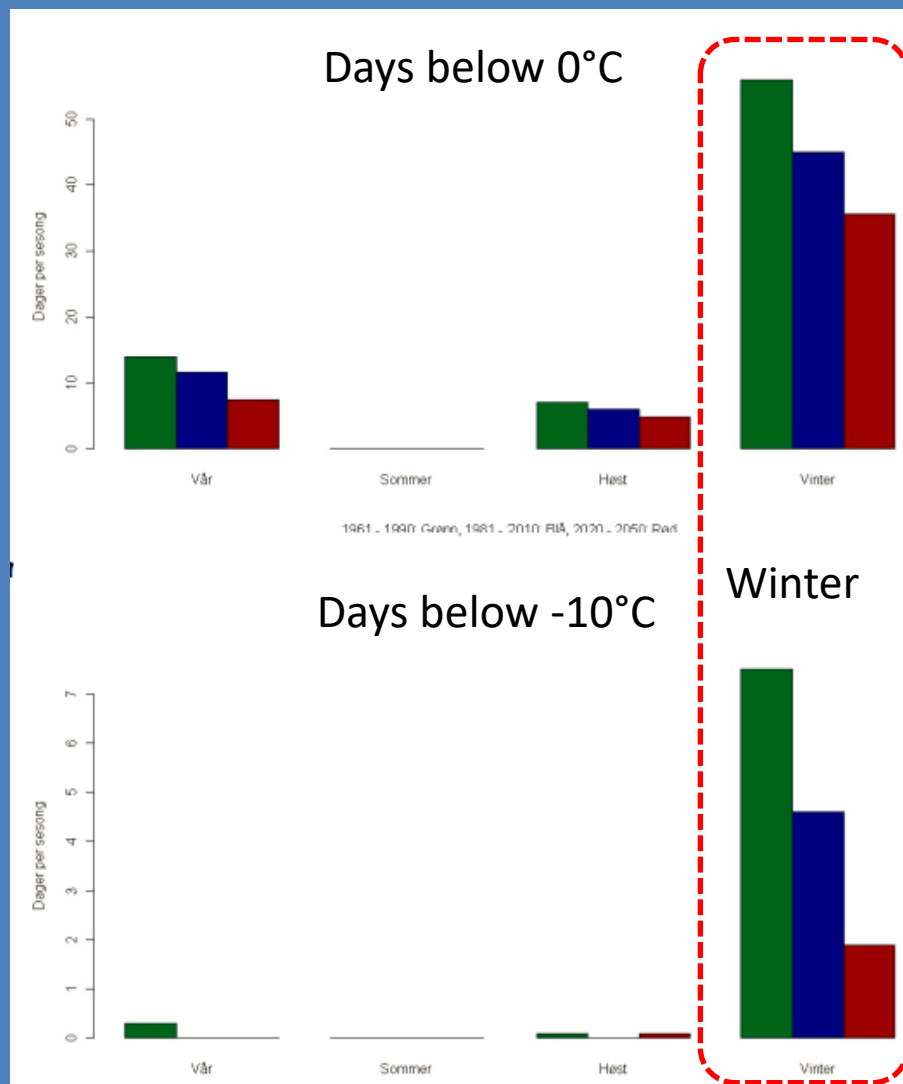 Days below 0°C
50
40
30
20
10
0
Dager per sesong
Vår
Sommer
Høst
Vinter
1961 - 1990: Grønn, 1981 - 2010: Blå, 2020 - 2050: Rød
Winter
Days below -10°C
7
6
5
4
3
2
1
0
Dager per sesong
Vår
Sommer
Høst
Vinter